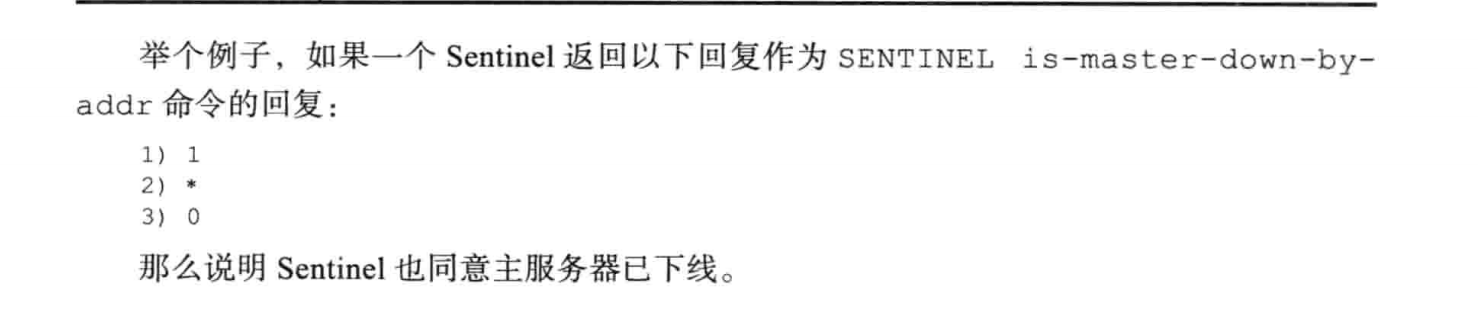 举个例子，如果一个 Sentinel 返回以下回复作为 SENTINEL is-master-down-by-
addr 命令的回复：
1) 1
2) *
3) 0
那么说明 Sentinel 也同意主服务器已下线。